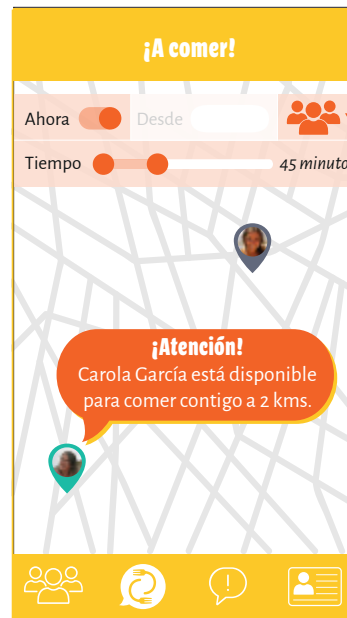 ¡A comer!
Ahora Desde
Tiempo 45 minuto
¡Atención!
Carola García está disponible
para comer contigo a 2 kms.